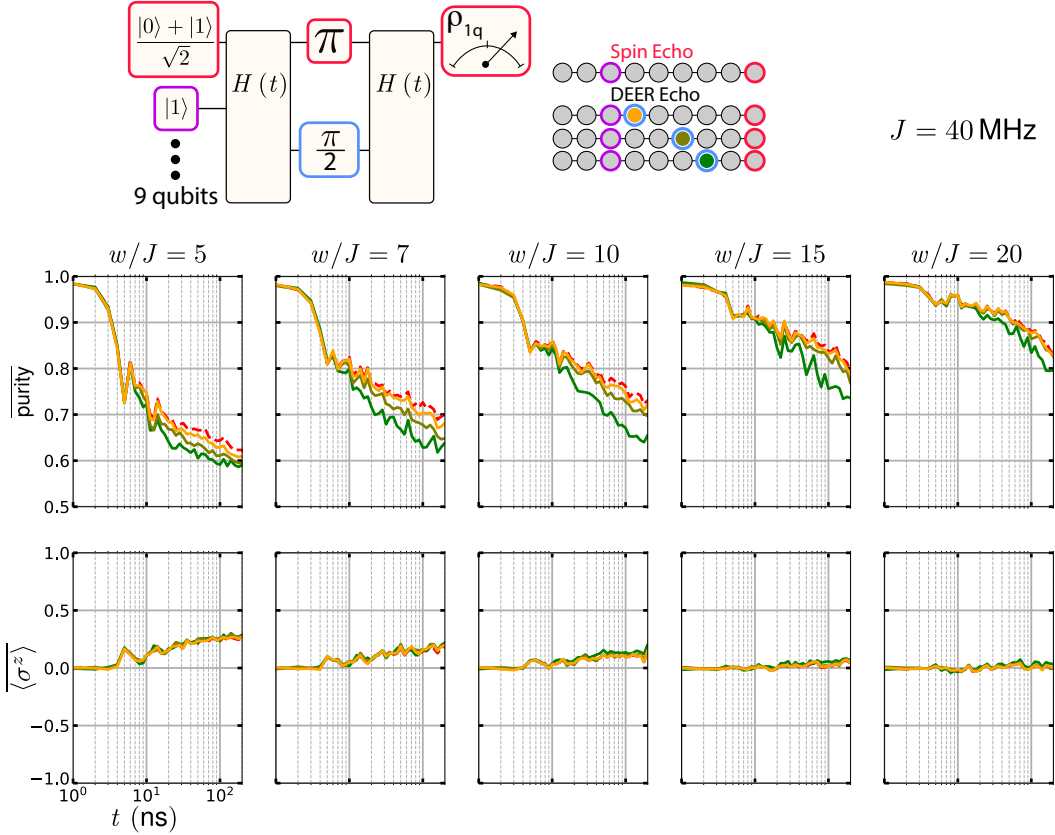 |0⟩ + |1⟩
√2
|1⟩
9 qubits
H (t)
π
π
2
H (t)
ρ1q
Spin Echo
DEER Echo
J = 40 MHz
w/J = 5
w/J = 7
w/J = 10
w/J = 15
w/J = 20
purity
1.0
0.9
0.8
0.7
0.6
0.5
⟨σ^z⟩
1.0
0.5
0.0
−0.5
−1.0
10^0
10^1
10^2
t (ns)